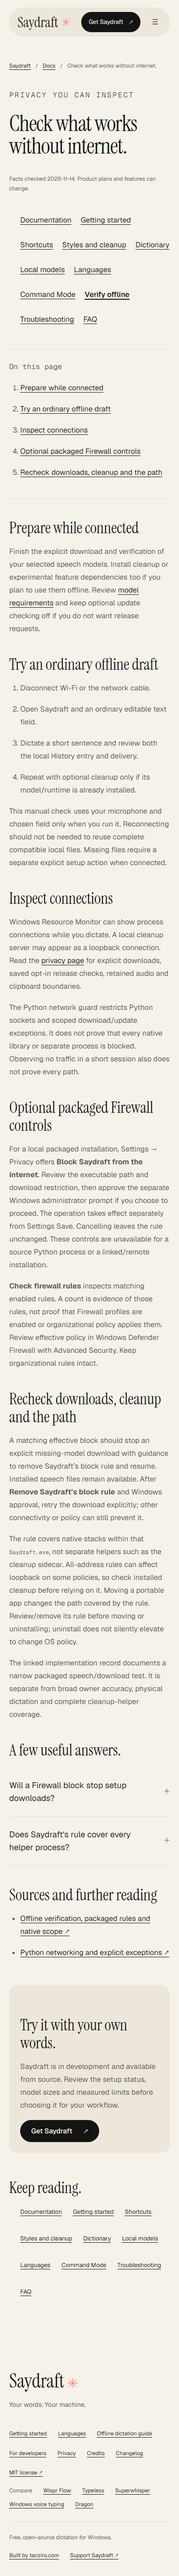 Saydraft
Get Saydraft ↗
Saydraft / Docs / Check what works without internet.
PRIVACY YOU CAN INSPECT
Check what works
without internet.
Facts checked 2026-11-14. Product plans and features can
change.
Documentation Getting started
Shortcuts Styles and cleanup Dictionary
Local models Languages
Command Mode Verify offline
Troubleshooting FAQ
On this page
1. Prepare while connected
2. Try an ordinary offline draft
3. Inspect connections
4. Optional packaged Firewall controls
5. Recheck downloads, cleanup and the path
Prepare while connected
Finish the explicit download and verification of
your selected speech models. Install cleanup or
experimental feature dependencies too if you
plan to use them offline. Review model
requirements and keep optional update
checking off if you do not want release
requests.
Try an ordinary offline draft
1. Disconnect Wi-Fi or the network cable.
2. Open Saydraft and an ordinary editable text
field.
3. Dictate a short sentence and review both
the local History entry and delivery.
4. Repeat with optional cleanup only if its
model/runtime is already installed.
This manual check uses your microphone and
chosen field only when you run it. Reconnecting
should not be needed to reuse complete
compatible local files. Missing files require a
separate explicit setup action when connected.
Inspect connections
Windows Resource Monitor can show process
connections while you dictate. A local cleanup
server may appear as a loopback connection.
Read the privacy page for explicit downloads,
saved opt-in release checks, retained audio and
clipboard boundaries.
The Python network guard restricts Python
sockets and scoped download/update
exceptions. It does not prove that every native
library or separate process is blocked.
Observing no traffic in a short session also does
not prove every path.
Optional packaged Firewall
controls
For a local packaged installation, Settings →
Privacy offers Block Saydraft from the
internet. Review the executable path and
download restriction, then approve the separate
Windows administrator prompt if you choose to
proceed. The operation takes effect separately
from Settings Save. Cancelling leaves the rule
unchanged. These controls are unavailable for a
source Python process or a linked/remote
installation.
Check firewall rules inspects matching
enabled rules. A count is evidence of those
rules, not proof that Firewall profiles are
enabled or organizational policy applies them.
Review effective policy in Windows Defender
Firewall with Advanced Security. Keep
organizational rules intact.
Recheck downloads, cleanup
and the path
A matching effective block should stop an
explicit missing-model download with guidance
to remove Saydraft's block rule and resume.
Installed speech files remain available. After
Remove Saydraft's block rule and Windows
approval, retry the download explicitly; other
connectivity or policy can still prevent it.
The rule covers native stacks within that
Saydraft.exe, not separate helpers such as the
cleanup sidecar. All-address rules can affect
loopback on some policies, so check installed
cleanup before relying on it. Moving a portable
app changes the path covered by the rule.
Review/remove its rule before moving or
uninstalling; uninstall does not silently elevate
to change OS policy.
The linked implementation record documents a
narrow packaged speech/download test. It is
separate from broad owner accuracy, physical
dictation and complete cleanup-helper
coverage.
A few useful answers.
Will a Firewall block stop setup
downloads?
+
Does Saydraft's rule cover every
helper process?
+
Sources and further reading
• Offline verification, packaged rules and
native scope ↗
• Python networking and explicit exceptions ↗
Try it with your own
words.
Saydraft is in development and available
from source. Review the setup status,
model sizes and measured limits before
choosing it for your workflow.
Get Saydraft ↗
Keep reading.
Documentation Getting started Shortcuts
Styles and cleanup Dictionary Local models
Languages Command Mode Troubleshooting
FAQ
Saydraft
Your words. Your machine.
Getting started Languages Offline dictation guide
For developers Privacy Credits Changelog
MIT license ↗
Compare Wispr Flow Typeless Superwhisper
Windows voice typing Dragon
Free, open-source dictation for Windows.
Built by tanziro.com Support Saydraft ↗